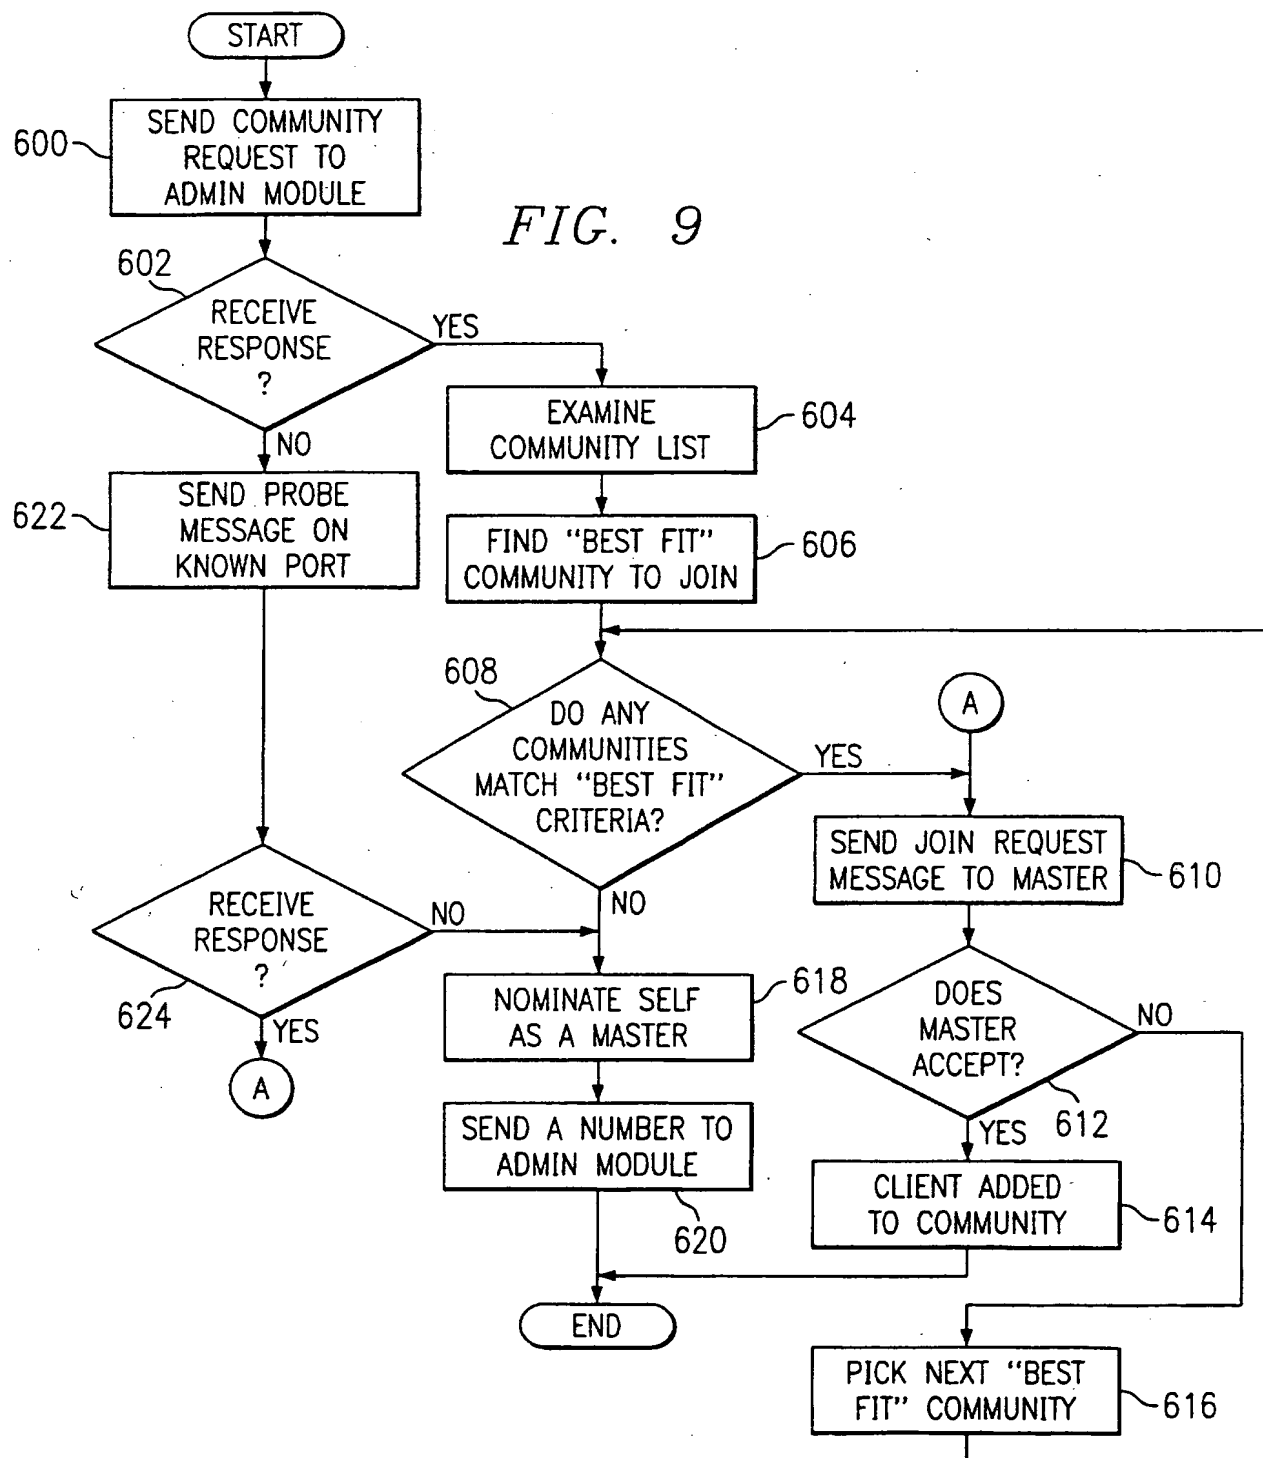 START
SEND COMMUNITY
REQUEST TO
ADMIN MODULE
600
FIG. 9
602
RECEIVE
RESPONSE
?
YES
NO
EXAMINE
COMMUNITY LIST
604
SEND PROBE
MESSAGE ON
KNOWN PORT
622
FIND "BEST FIT"
COMMUNITY TO JOIN
606
608
DO ANY
COMMUNITIES
MATCH "BEST FIT"
CRITERIA?
YES
NO
A
SEND JOIN REQUEST
MESSAGE TO MASTER
610
RECEIVE
RESPONSE
?
NO
624
YES
A
NOMINATE SELF
AS A MASTER
618
DOES
MASTER
ACCEPT?
NO
612
YES
SEND A NUMBER TO
ADMIN MODULE
620
CLIENT ADDED
TO COMMUNITY
614
END
PICK NEXT "BEST
FIT" COMMUNITY
616